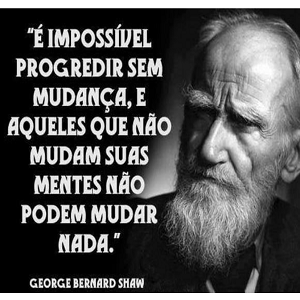 “É IMPOSSÍVEL
PROGREDIR SEM
MUDANÇA, E
AQUELES QUE NÃO
MUDAM SUAS
MENTES NÃO
PODEM MUDAR
NADA.”
GEORGE BERNARD SHAW